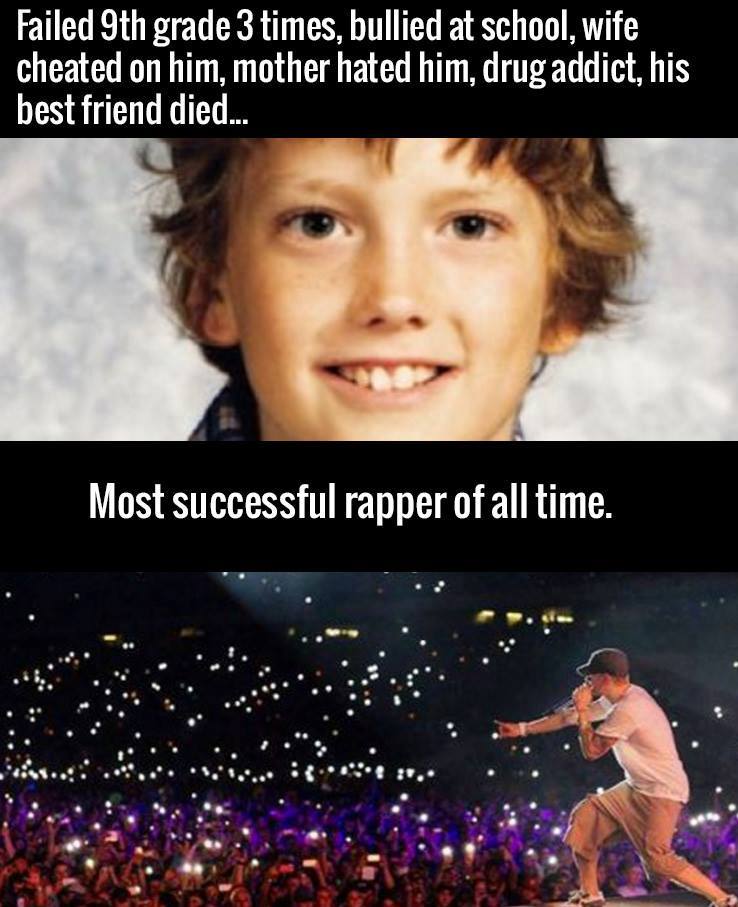 Failed 9th grade 3 times, bullied at school, wife
cheated on him, mother hated him, drug addict, his
best friend died...
Most successful rapper of all time.